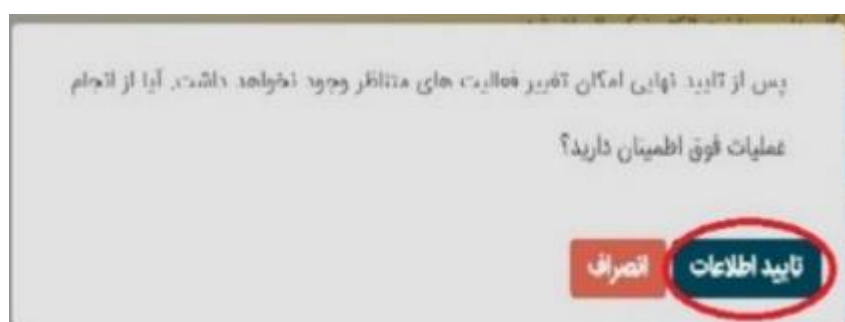 پس از تایید نهایی امکان تغییر فعالیت های متناظر وجود نخواهد داشت. آیا از انجام
عملیات فوق اطمینان دارید؟
تایید اطلاعات
انصراف